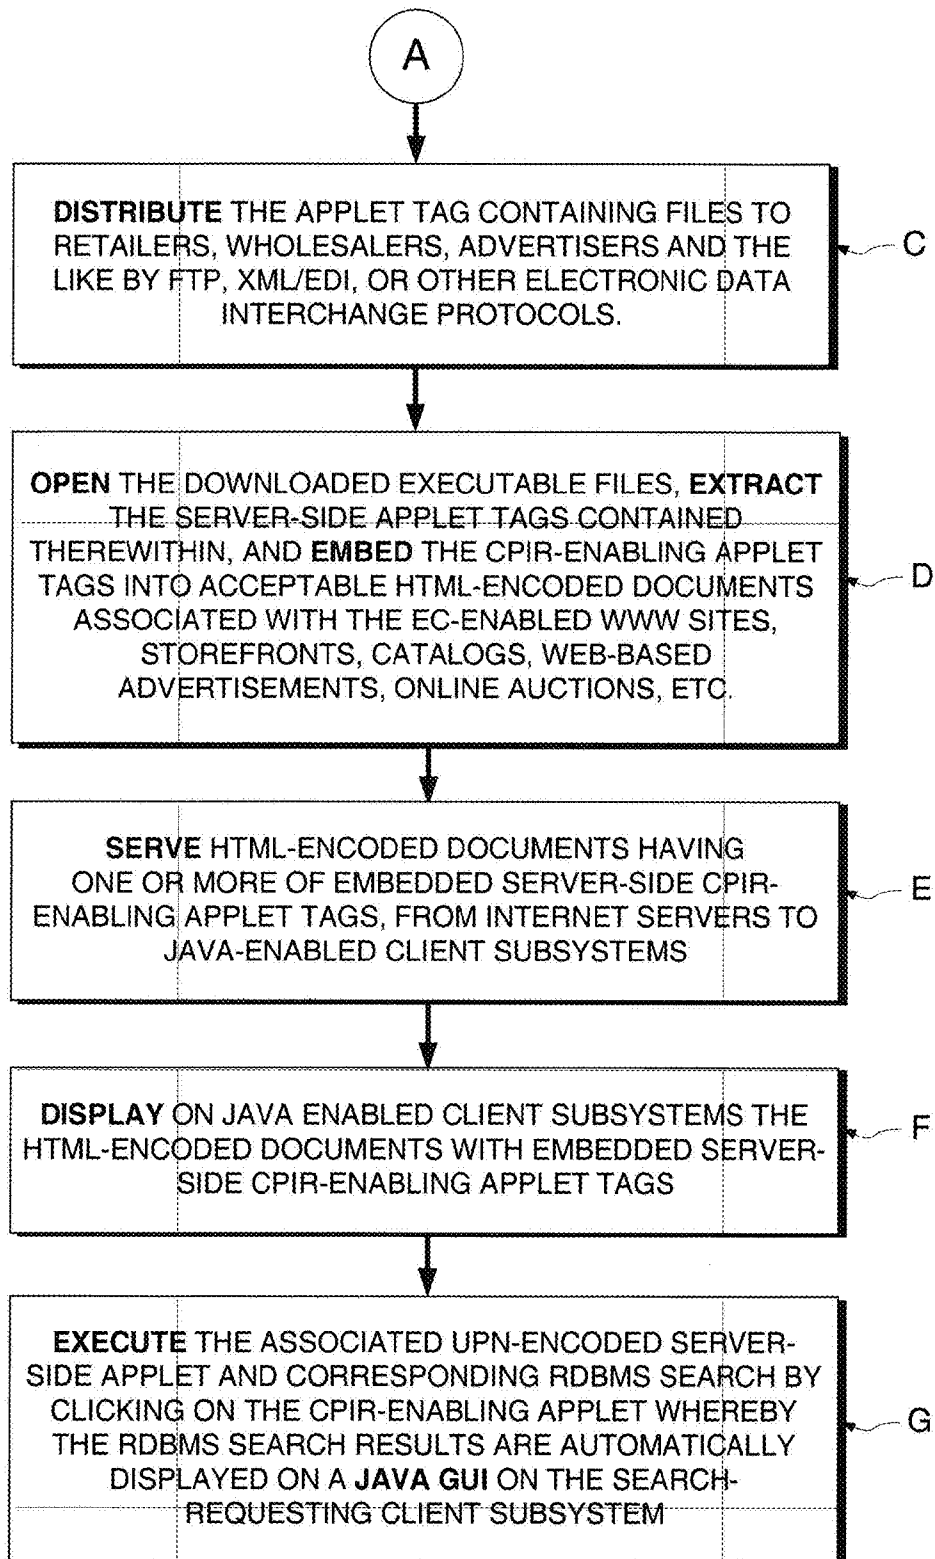 A
DISTRIBUTE THE APPLET TAG CONTAINING FILES TO
RETAILERS, WHOLESALERS, ADVERTISERS AND THE
LIKE BY FTP, XML/EDI, OR OTHER ELECTRONIC DATA
INTERCHANGE PROTOCOLS.
C
OPEN THE DOWNLOADED EXECUTABLE FILES, EXTRACT
THE SERVER-SIDE APPLET TAGS CONTAINED
THEREWITHIN, AND EMBED THE CPIR-ENABLING APPLET
TAGS INTO ACCEPTABLE HTML-ENCODED DOCUMENTS
ASSOCIATED WITH THE EC-ENABLED WWW SITES,
STOREFRONTS, CATALOGS, WEB-BASED
ADVERTISEMENTS, ONLINE AUCTIONS, ETC.
D
SERVE HTML-ENCODED DOCUMENTS HAVING
ONE OR MORE OF EMBEDDED SERVER-SIDE CPIR-
ENABLING APPLET TAGS, FROM INTERNET SERVERS TO
JAVA-ENABLED CLIENT SUBSYSTEMS
E
DISPLAY ON JAVA ENABLED CLIENT SUBSYSTEMS THE
HTML-ENCODED DOCUMENTS WITH EMBEDDED SERVER-
SIDE CPIR-ENABLING APPLET TAGS
F
EXECUTE THE ASSOCIATED UPN-ENCODED SERVER-
SIDE APPLET AND CORRESPONDING RDBMS SEARCH BY
CLICKING ON THE CPIR-ENABLING APPLET WHEREBY
THE RDBMS SEARCH RESULTS ARE AUTOMATICALLY
DISPLAYED ON A JAVA GUI ON THE SEARCH-
REQUESTING CLIENT SUBSYSTEM
G